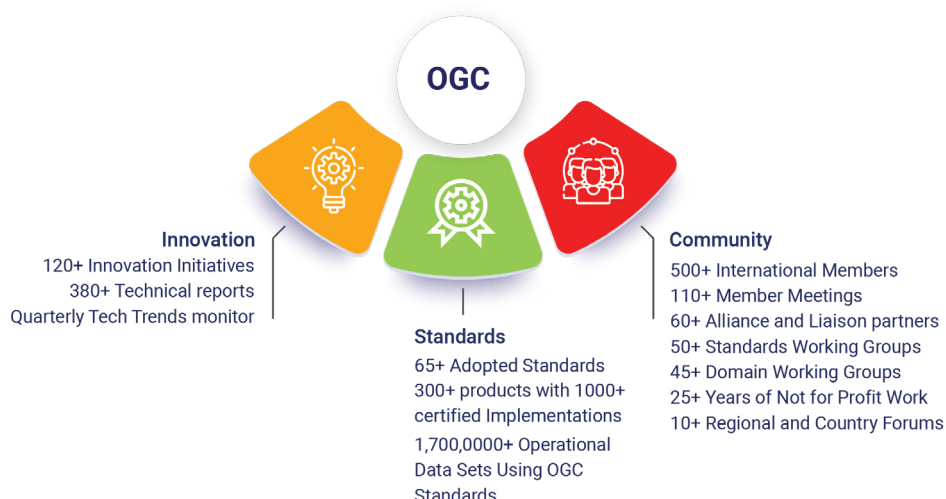 OGC
Innovation
120+ Innovation Initiatives
380+ Technical reports
Quarterly Tech Trends monitor
Standards
65+ Adopted Standards
300+ products with 1000+
certified Implementations
1,700,0000+ Operational
Data Sets Using OGC
Standards
Community
500+ International Members
110+ Member Meetings
60+ Alliance and Liaison partners
50+ Standards Working Groups
45+ Domain Working Groups
25+ Years of Not for Profit Work
10+ Regional and Country Forums